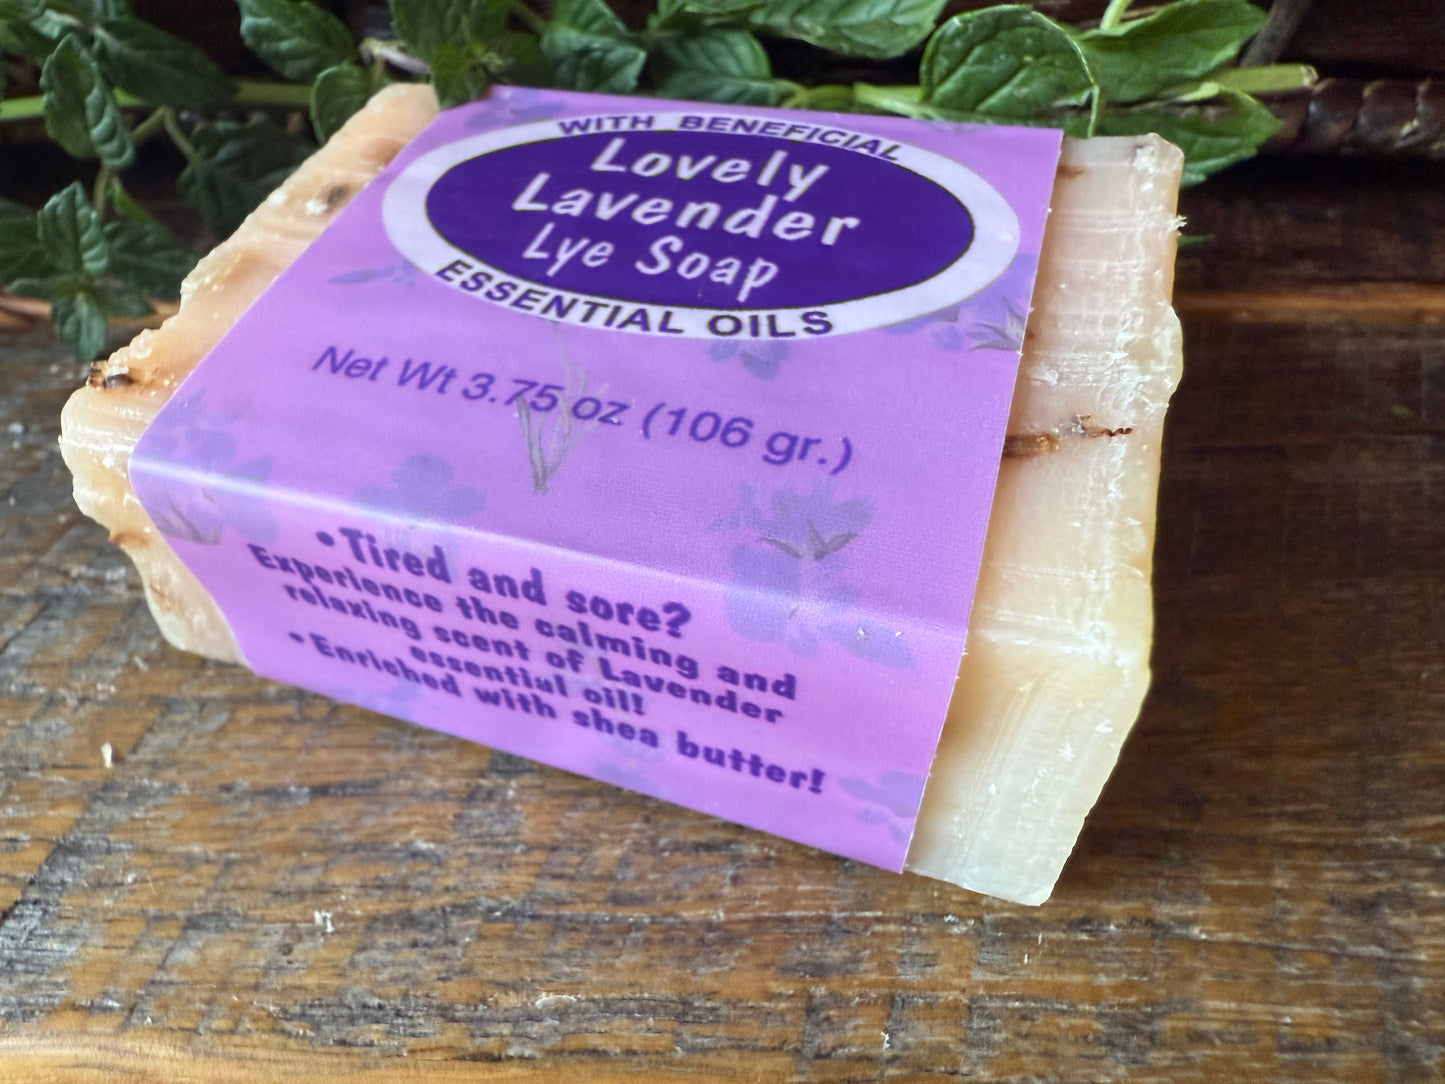 WITH BENEFICIAL
Lovely
Lavender
Lye Soap
ESSENTIAL OILS
Net Wt 3.75 oz (106 gr.)
• Tired and sore?
Experience the calming and
relaxing scent of Lavender
essential oil!
• Enriched with shea butter!